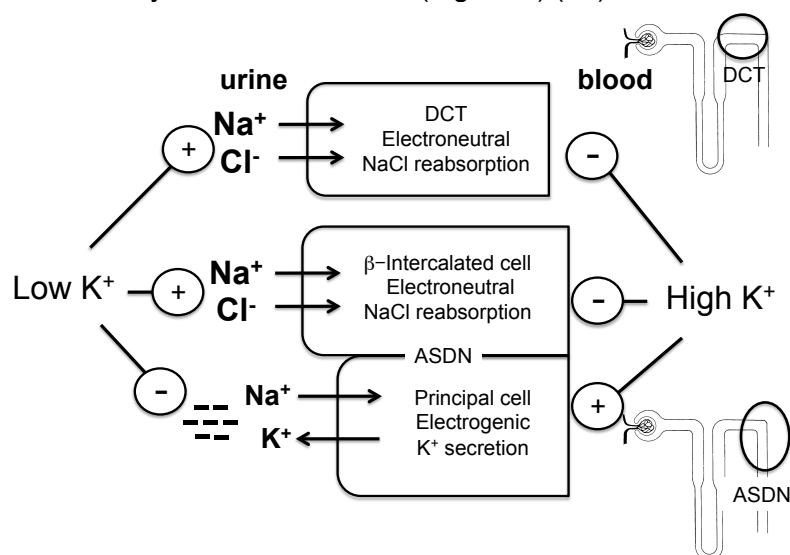 urine
blood
DCT
Na⁺
Cl⁻
DCT
Electroneutral
NaCl reabsorption
+
-
Low K⁺
+
Na⁺
Cl⁻
β-Intercalated cell
Electroneutral
NaCl reabsorption
-
High K⁺
ASDN
-
Na⁺
K⁺
Principal cell
Electrogenic
K⁺ secretion
+
ASDN